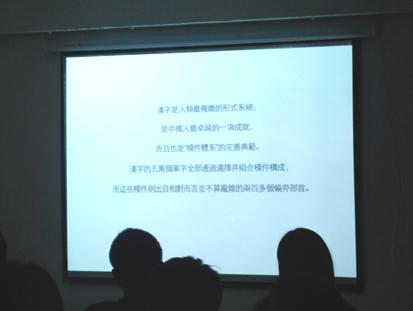 漢字是人類最複雜的形式系統、
是中國人最卓越的一項成就、
而且也是“模件體系”的完善典範。
漢字的五萬個單字全部通過選擇并組合模件構成、
而這些模件則出自相對而言並不算龐雜的兩百多個偏旁部首。